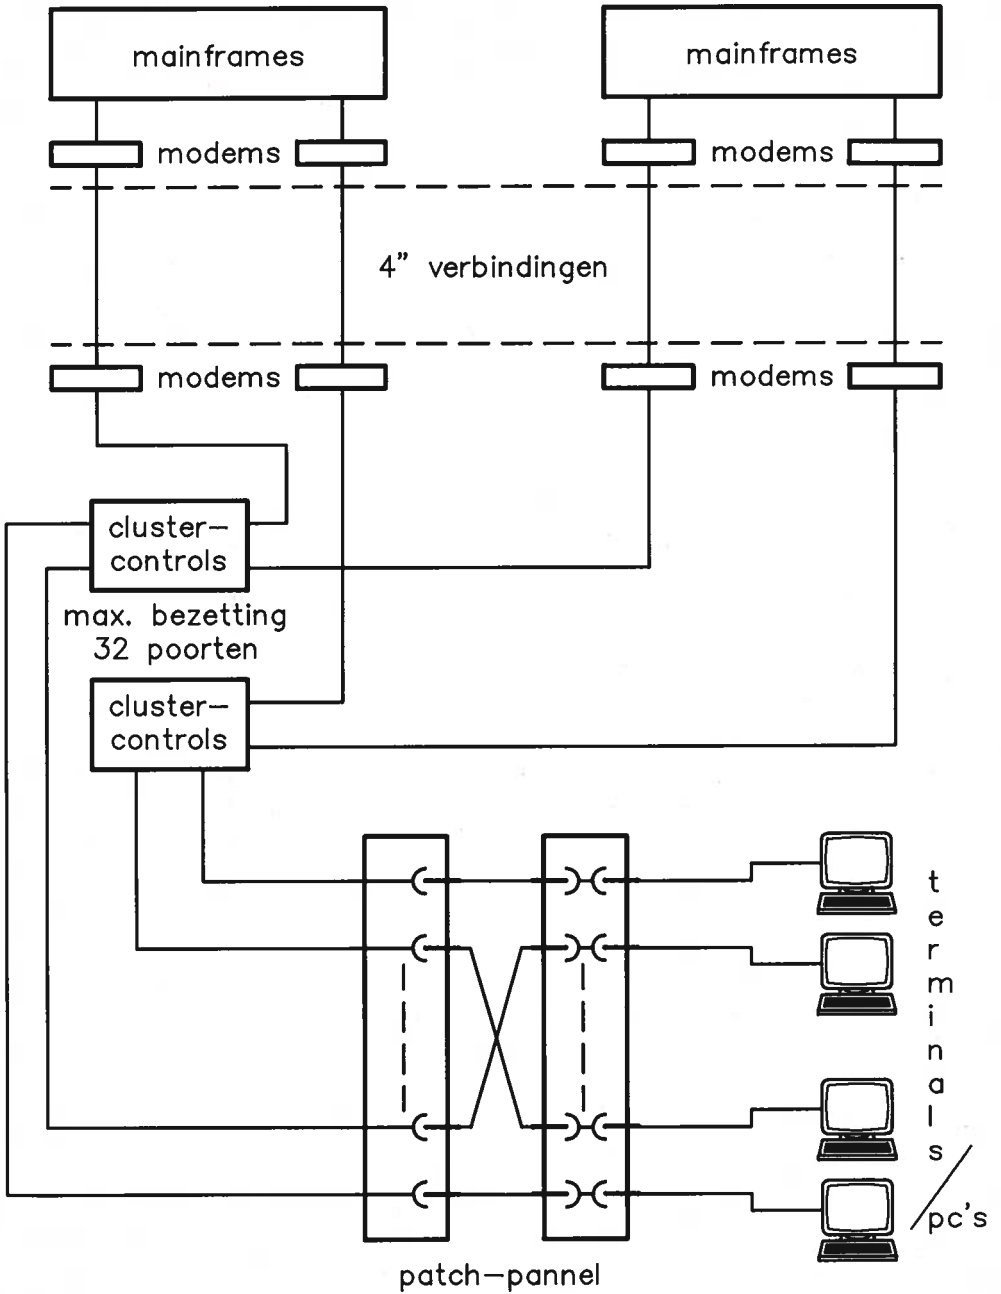 mainframes
mainframes
modems
modems
4" verbindingen
modems
modems
cluster-
controls
max. bezetting
32 poorten
cluster-
controls
terminals
/pc's
patch-pannel